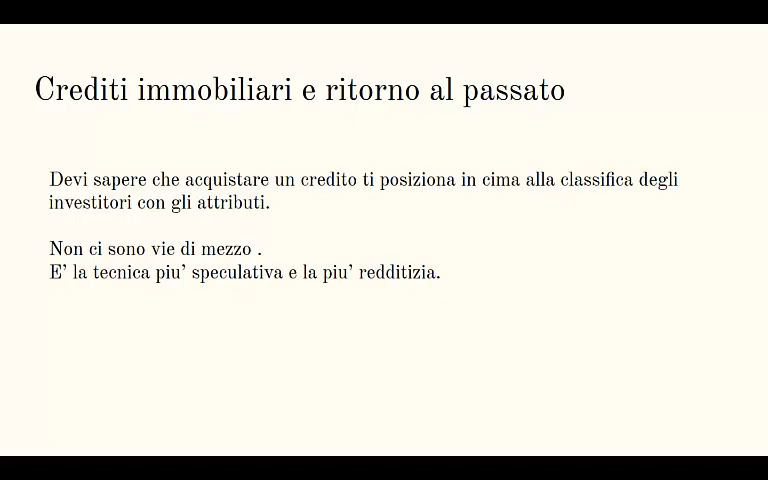 Crediti immobiliari e ritorno al passato
Devi sapere che acquistare un credito ti posiziona in cima alla classifica degli
investitori con gli attributi.
Non ci sono vie di mezzo .
E’ la tecnica piu’ speculativa e la piu’ redditizia.